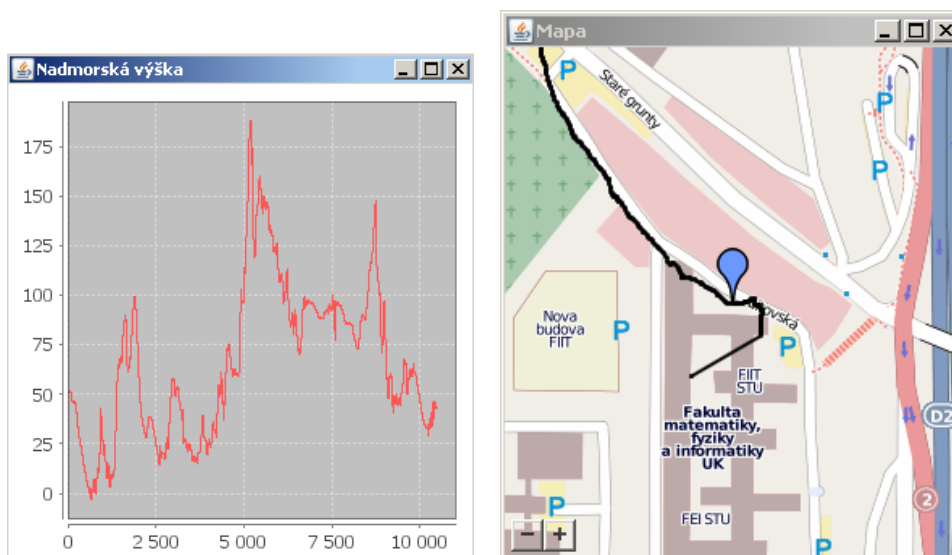 Nadmorská výška
175
150
125
100
75
50
25
0
0
2 500
5 000
7 500
10 000
Mapa
P
Staré grunty
P
P
Nova
budova
FIIT
P
P
FIIT
STU
Fakulta
matematiky,
fyziky
a informatiky
UK
D2
2
P
FEI STU
P